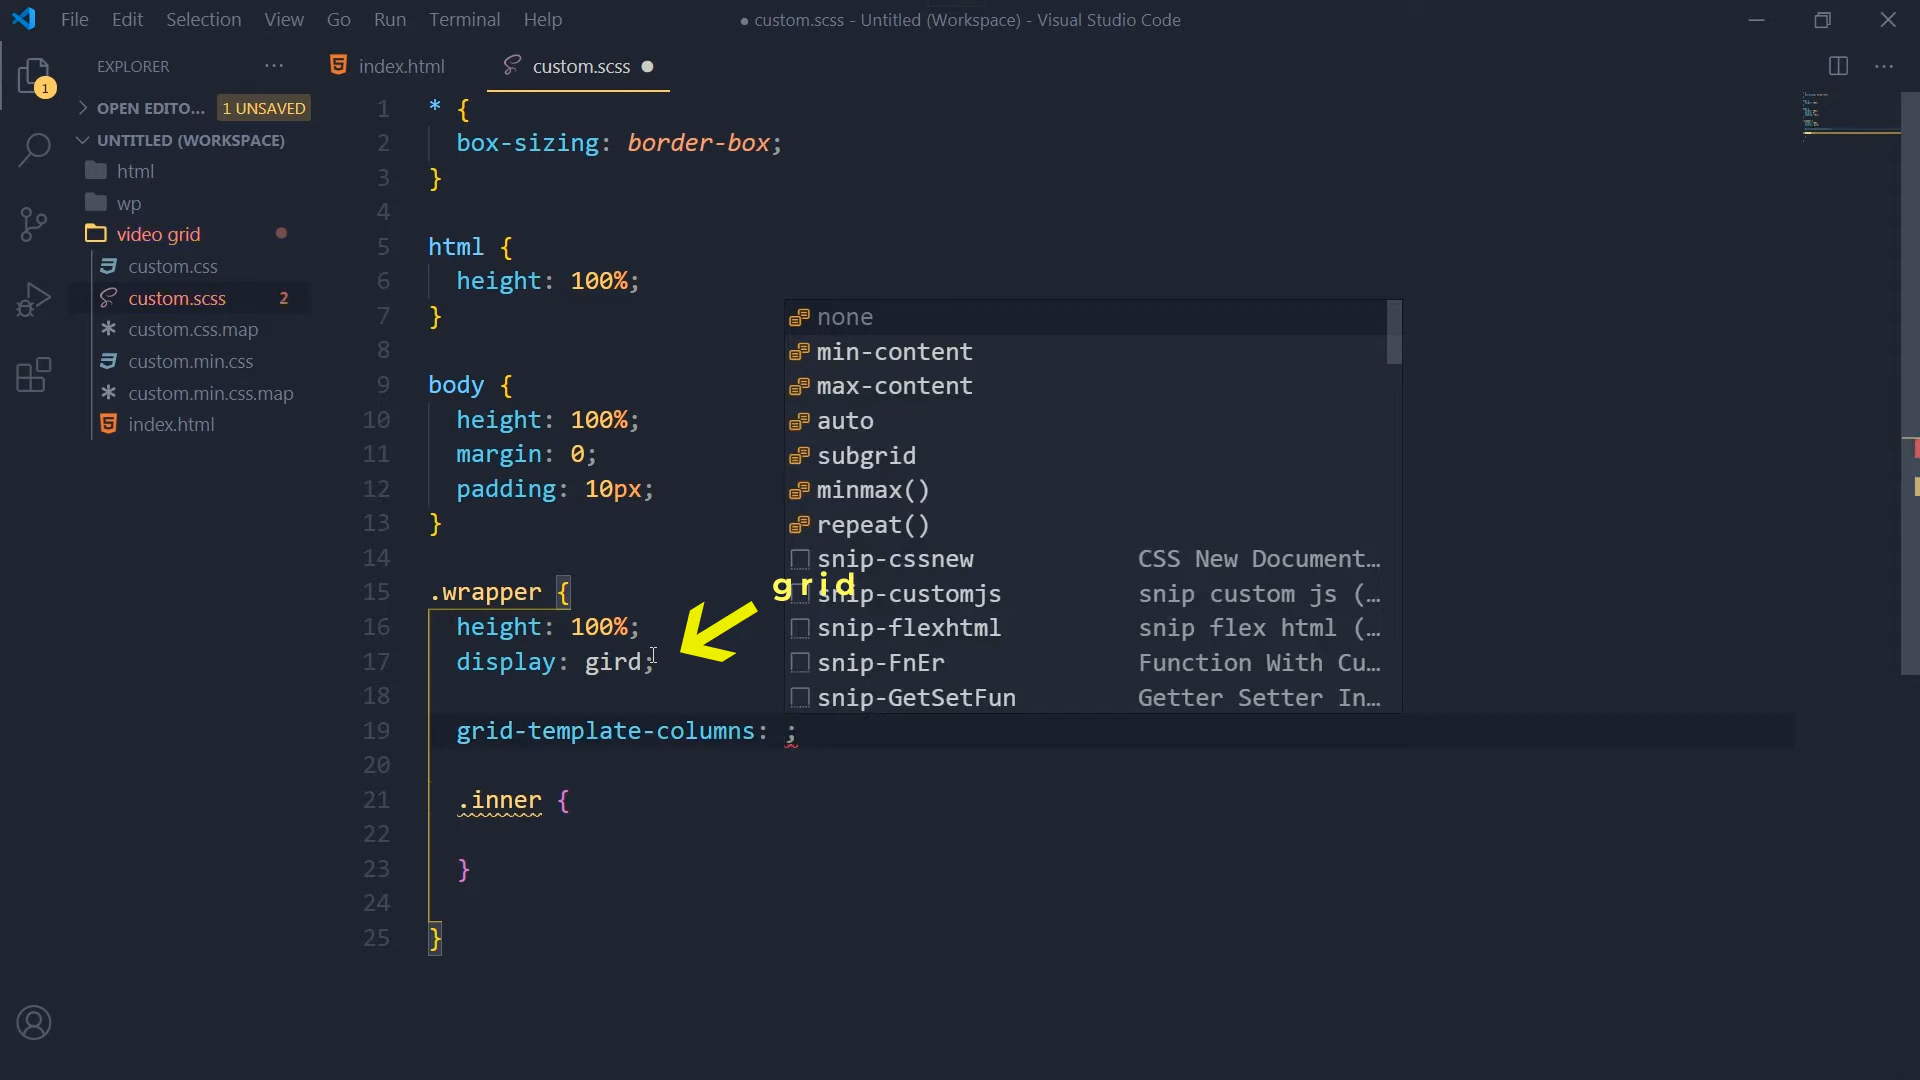 File Edit Selection View Go Run Terminal Help
● custom.scss - Untitled (Workspace) - Visual Studio Code
EXPLORER ···
index.html
custom.scss ●
1
OPEN EDITO... 1 UNSAVED
UNTITLED (WORKSPACE)
html
wp
video grid
custom.css
custom.scss 2
custom.css.map
custom.min.css
custom.min.css.map
index.html
1 * {
2 box-sizing: border-box;
3 }
4
5 html {
6 height: 100%;
7 }
8
9 body {
10 height: 100%;
11 margin: 0;
12 padding: 10px;
13 }
14
15 .wrapper {
16 height: 100%;
17 display: gird;
18
19 grid-template-columns: ;
20
21 .inner {
22
23 }
24
25 }
none
min-content
max-content
auto
subgrid
minmax()
repeat()
snip-cssnew CSS New Document…
snip-customjs snip custom js (…
snip-flexhtml snip flex html (…
snip-FnEr Function With Cu…
snip-GetSetFun Getter Setter In…
grid